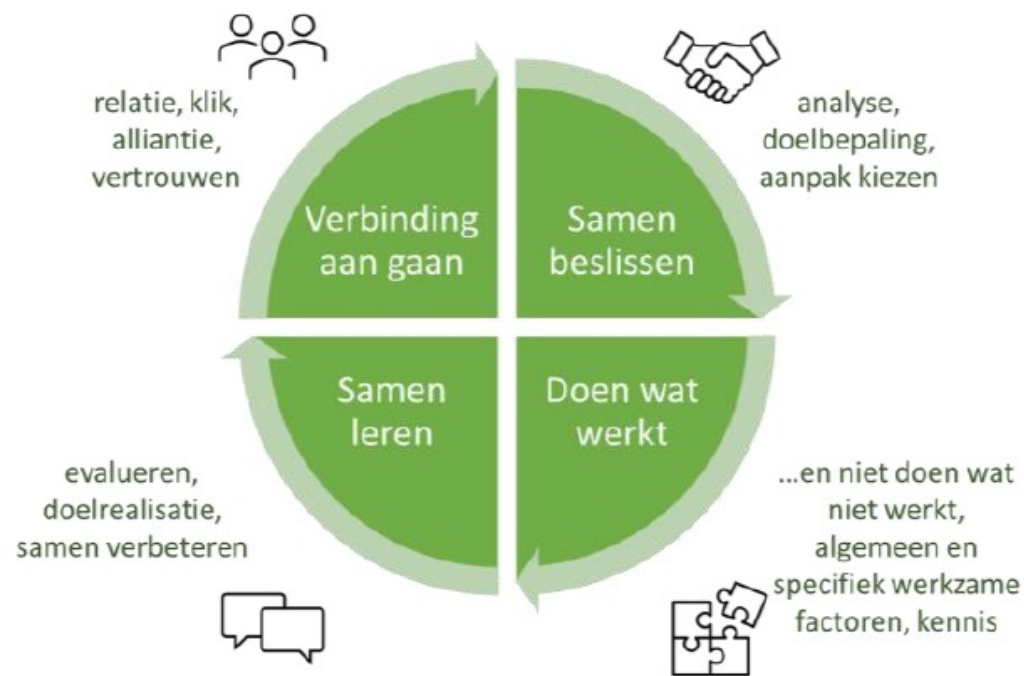 relatie, klik,
alliantie,
vertrouwen
Verbinding
aan gaan
Samen
beslissen
analyse,
doelbepaling,
aanpak kiezen
Samen
leren
Doen wat
werkt
evalueren,
doelrealisatie,
samen verbeteren
...en niet doen wat
niet werkt,
algemeen en
specifiek werkzame
factoren, kennis